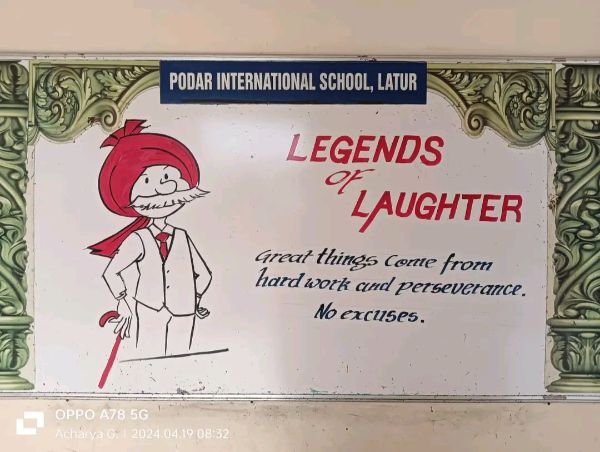 PODAR INTERNATIONAL SCHOOL, LATUR
LEGENDS
OF
LAUGHTER
Great things come from
hard work and perseverance.
No excuses.
OPPO A78 5G
Acharya G. | 2024.04.19 08:32